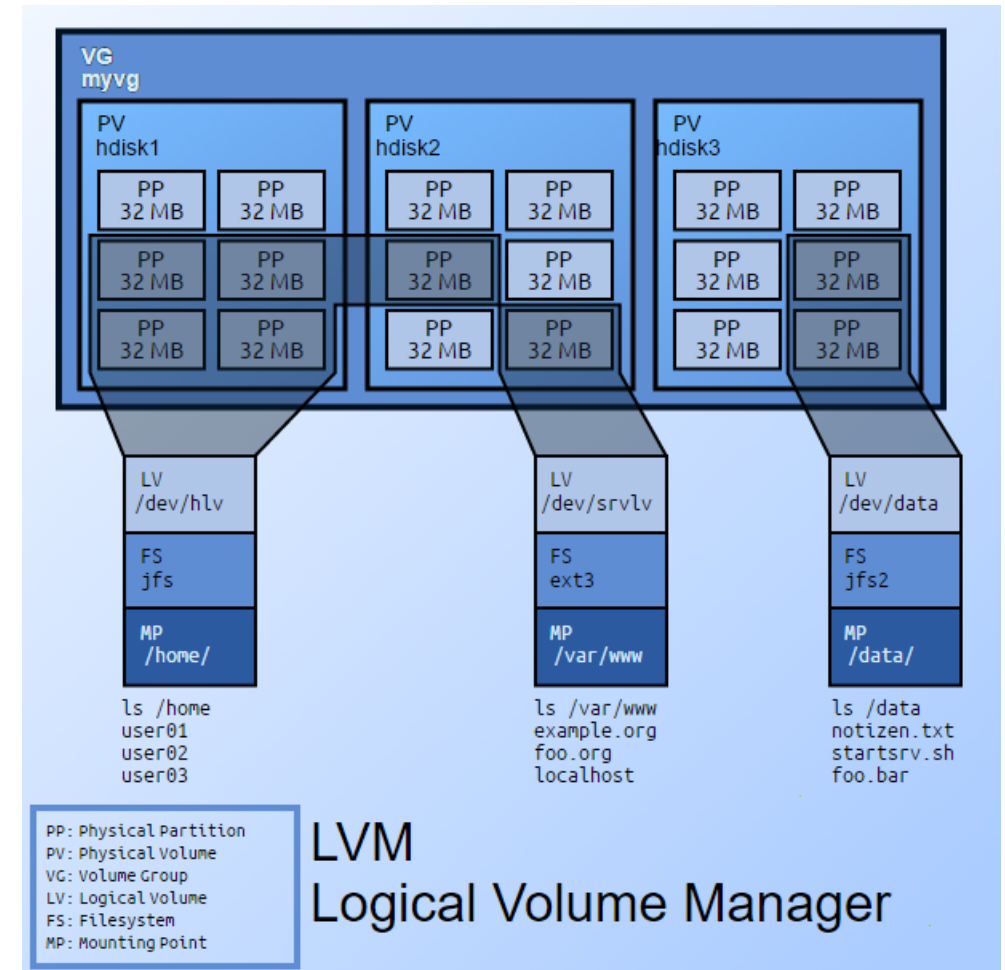 VG
myvg
PV
hdisk1
PP
32 MB
PP
32 MB
PP
32 MB
PP
32 MB
PP
32 MB
PP
32 MB
PV
hdisk2
PP
32 MB
PP
32 MB
PP
32 MB
PP
32 MB
PP
32 MB
PP
32 MB
PV
hdisk3
PP
32 MB
PP
32 MB
PP
32 MB
PP
32 MB
PP
32 MB
PP
32 MB
LV
/dev/hlv
FS
jfs
MP
/home/
ls /home
user01
user02
user03
LV
/dev/srvlv
FS
ext3
MP
/var/www
ls /var/www
example.org
foo.org
localhost
LV
/dev/data
FS
jfs2
MP
/data/
ls /data
notizen.txt
startsrv.sh
foo.bar
PP: Physical Partition
PV: Physical Volume
VG: Volume Group
LV: Logical Volume
FS: Filesystem
MP: Mounting Point
LVM
Logical Volume Manager